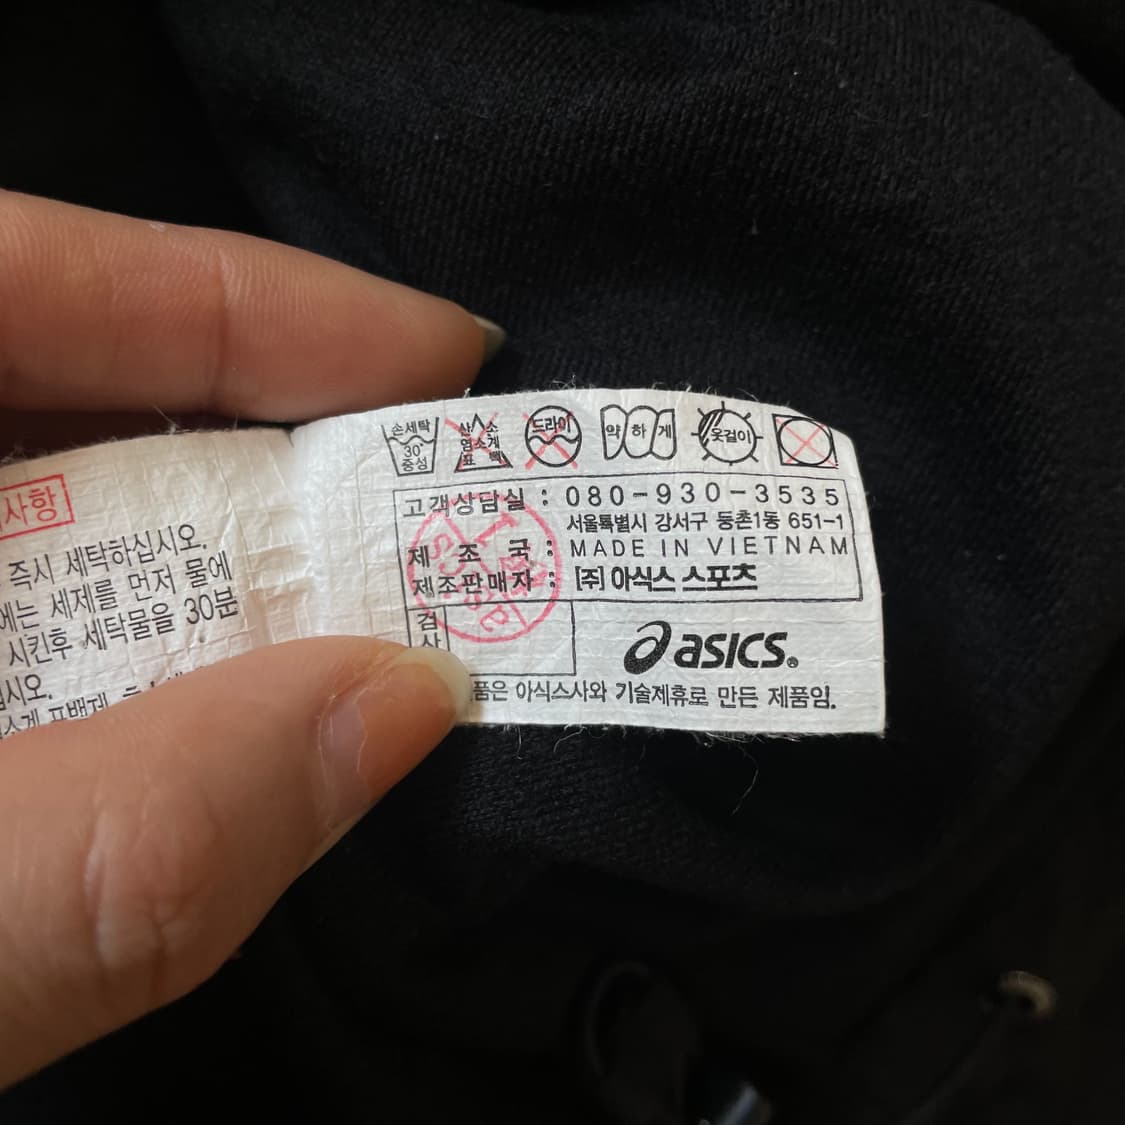 사항
즉시 세탁하십시오.
에는 세제를 먼저 물에
시킨후 세탁물을 30분
십시오.
손세탁
30°
중성
산 소
염소계
표 백
드라이
약 하 게
옷걸이
고객상담실 : 080-930-3535
서울특별시 강서구 등촌1동 651-1
제 조 국 : MADE IN VIETNAM
제조판매자 : [주] 아식스 스포츠
검
사
asics®
품은 아식스사와 기술제휴로 만든 제품임.